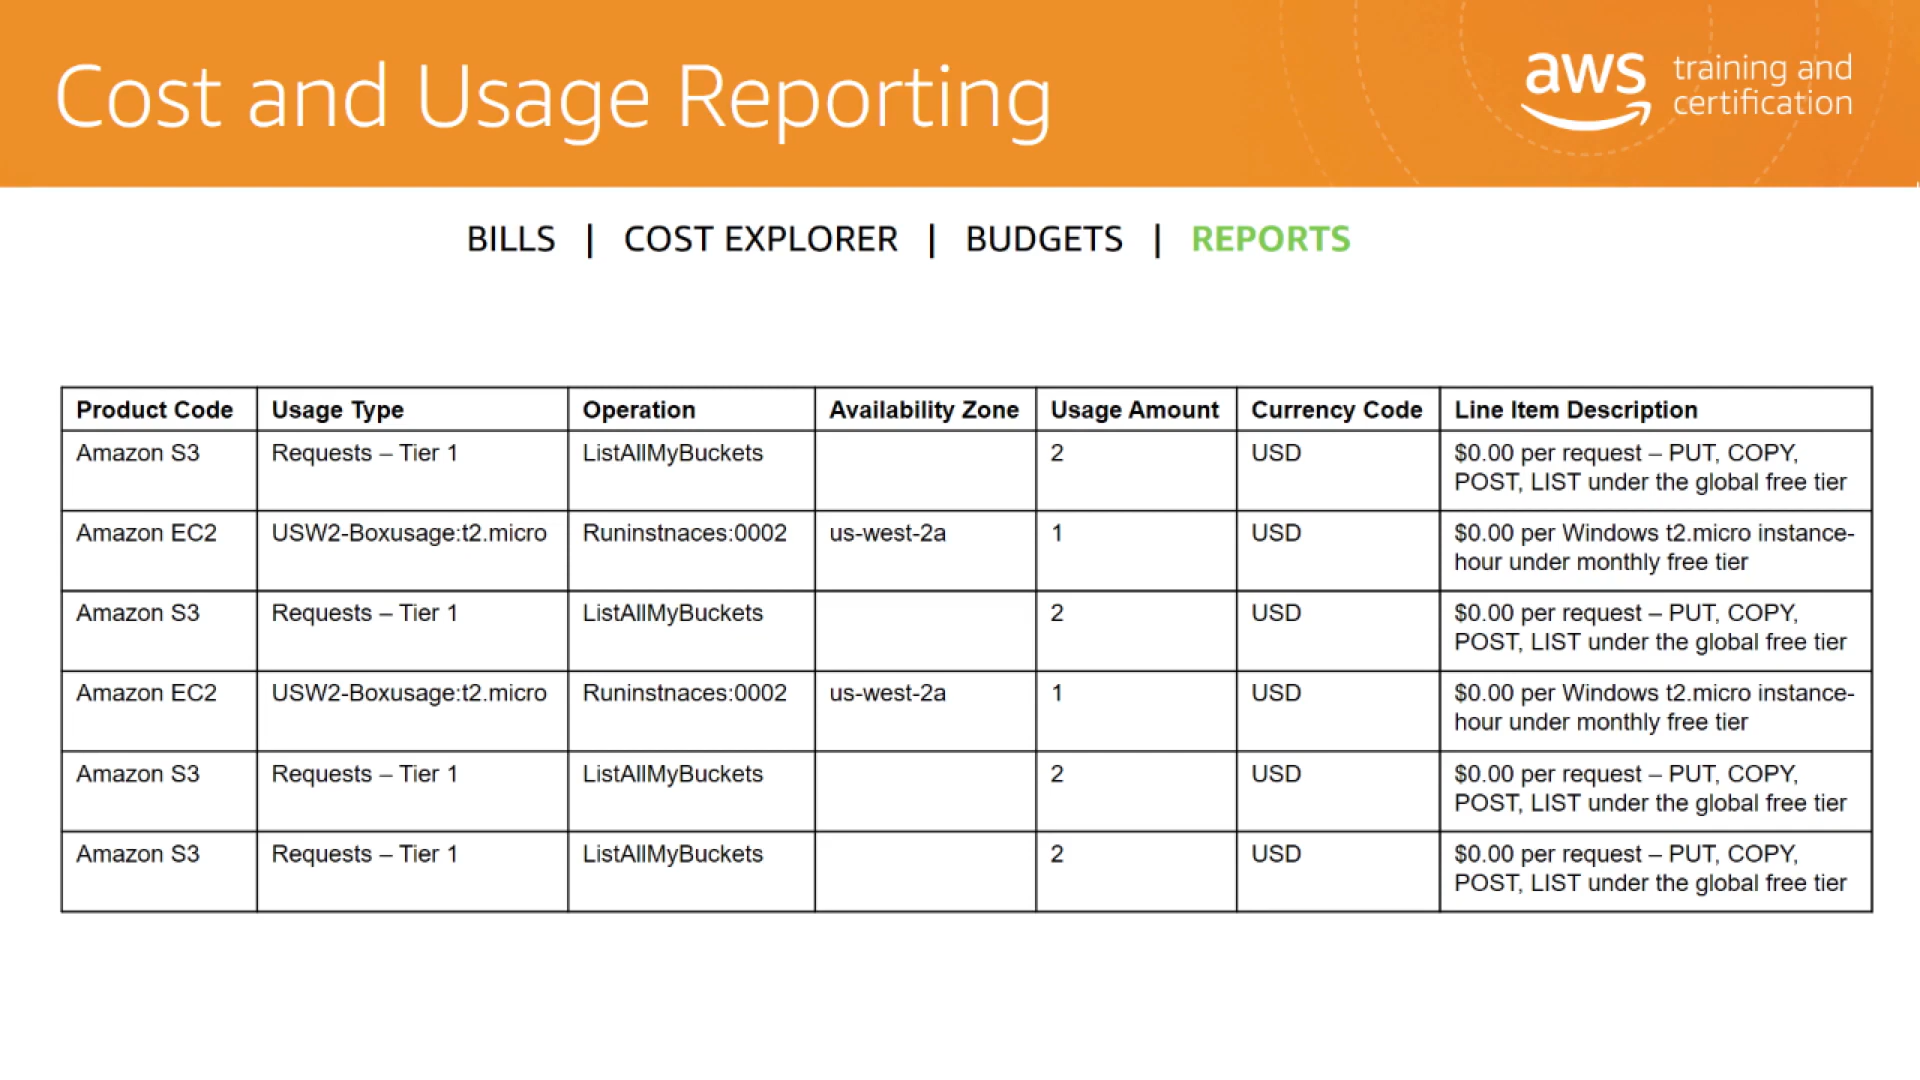 Cost and Usage Reporting
aws training and certification
BILLS | COST EXPLORER | BUDGETS | REPORTS
Product Code Usage Type Operation Availability Zone Usage Amount Currency Code Line Item Description
Amazon S3 Requests – Tier 1 ListAllMyBuckets 2 USD $0.00 per request – PUT, COPY,
POST, LIST under the global free tier
Amazon EC2 USW2-Boxusage:t2.micro Runinstnaces:0002 us-west-2a 1 USD $0.00 per Windows t2.micro instance-
hour under monthly free tier
Amazon S3 Requests – Tier 1 ListAllMyBuckets 2 USD $0.00 per request – PUT, COPY,
POST, LIST under the global free tier
Amazon EC2 USW2-Boxusage:t2.micro Runinstnaces:0002 us-west-2a 1 USD $0.00 per Windows t2.micro instance-
hour under monthly free tier
Amazon S3 Requests – Tier 1 ListAllMyBuckets 2 USD $0.00 per request – PUT, COPY,
POST, LIST under the global free tier
Amazon S3 Requests – Tier 1 ListAllMyBuckets 2 USD $0.00 per request – PUT, COPY,
POST, LIST under the global free tier